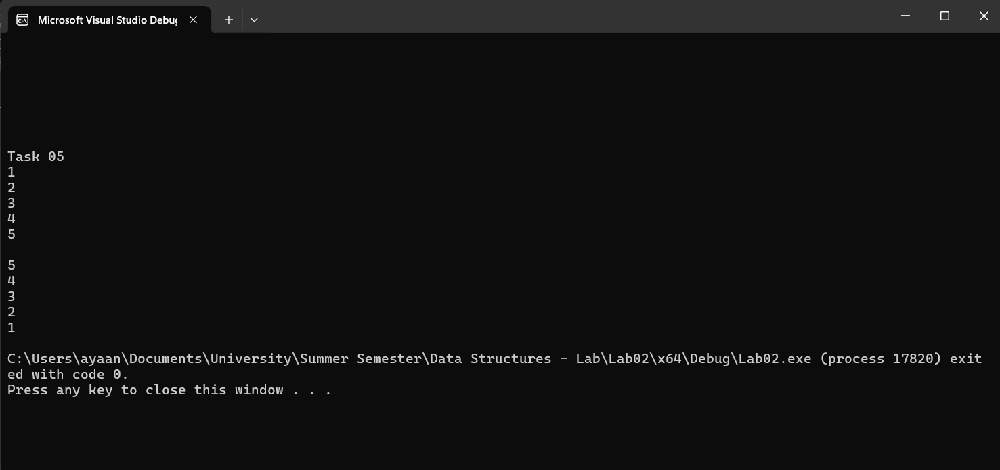 Microsoft Visual Studio Debug
Task 05
1
2
3
4
5
5
4
3
2
1
C:\Users\ayaan\Documents\University\Summer Semester\Data Structures - Lab\Lab02\x64\Debug\Lab02.exe (process 17820) exit
ed with code 0.
Press any key to close this window . . .